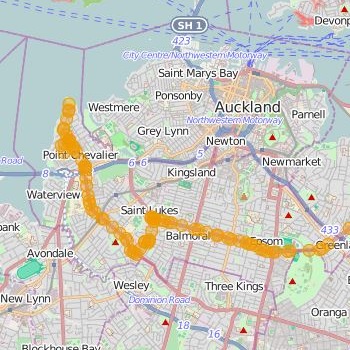 SH 1
Devonp
423
City Centre/Northwestern Motorway
Saint Marys Bay
Ponsonby
Westmere
Auckland
Parnell
Grey Lynn
Northwestern Motorway
Newton
5
Point Chevalier
6-6
Newmarket
Road
8
Kingsland
Waterview
Saint Lukes
433
bank
Balmoral
Epsom
Greenla
Avondale
Wesley
Three Kings
New Lynn
Dominion Road
Oranga
18
16
Blockhouse Bay